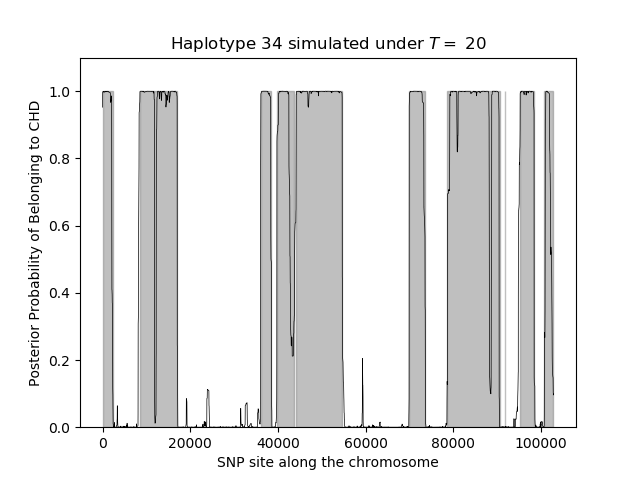 Haplotype 34 simulated under T = 20
Posterior Probability of Belonging to CHD
1.0
0.8
0.6
0.4
0.2
0.0
0 20000 40000 60000 80000 100000
SNP site along the chromosome